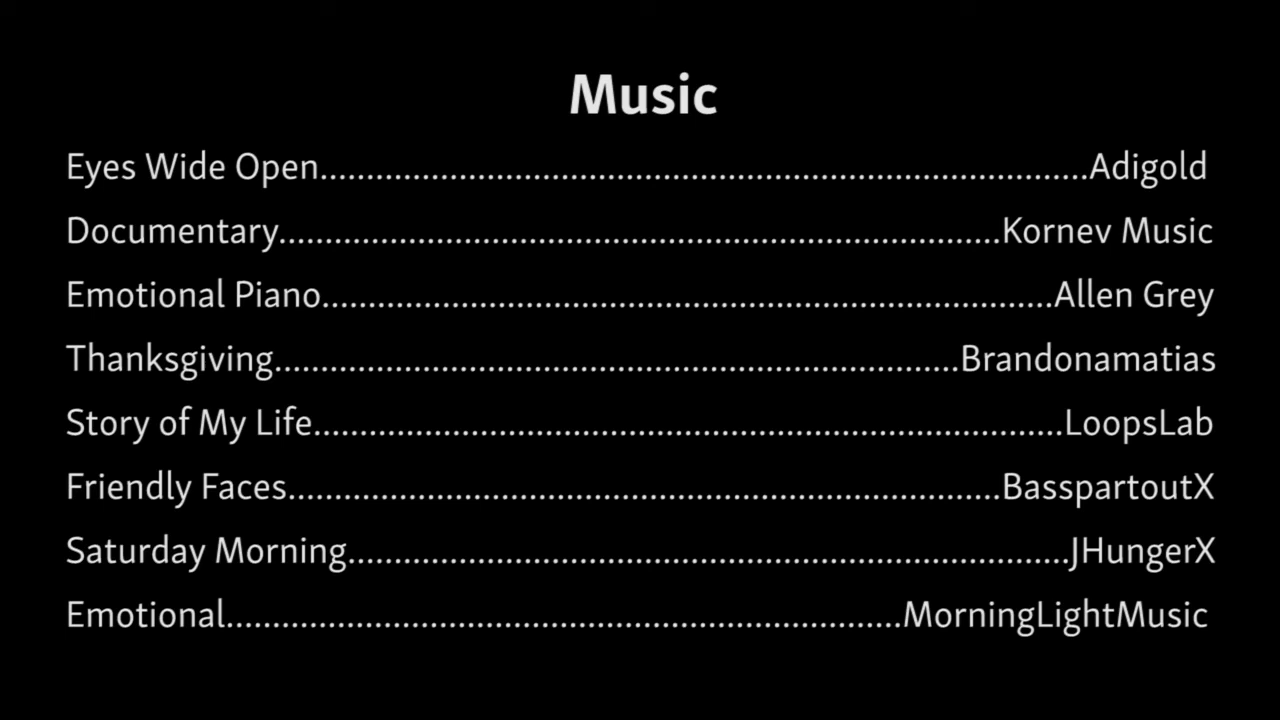 Music
Eyes Wide Open....................................................................................Adigold
Documentary...............................................................................Kornev Music
Emotional Piano................................................................................Allen Grey
Thanksgiving...........................................................................Brandonamatias
Story of My Life..................................................................................LoopsLab
Friendly Faces..............................................................................BasspartoutX
Saturday Morning...............................................................................JHungerX
Emotional..........................................................................MorningLightMusic